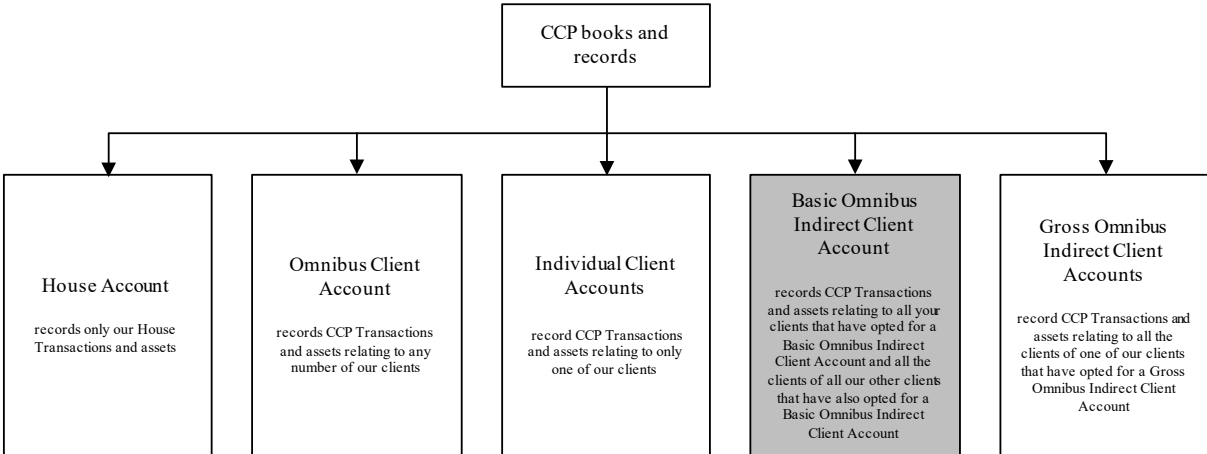 CCP books and
records
House Account
records only our House
Transactions and assets
Omnibus Client
Account
records CCP Transactions
and assets relating to any
number of our clients
Individual Client
Accounts
record CCP Transactions
and assets relating to only
one of our clients
Basic Omnibus
Indirect Client
Account
records CCP Transactions
and assets relating to all your
clients that have opted for a
Basic Omnibus Indirect
Client Account and all the
clients of all our other clients
that have also opted for a
Basic Omnibus Indirect
Client Account
Gross Omnibus
Indirect Client
Accounts
record CCP Transactions and
assets relating to all the
clients of one of our clients
that have opted for a Gross
Omnibus Indirect Client
Account